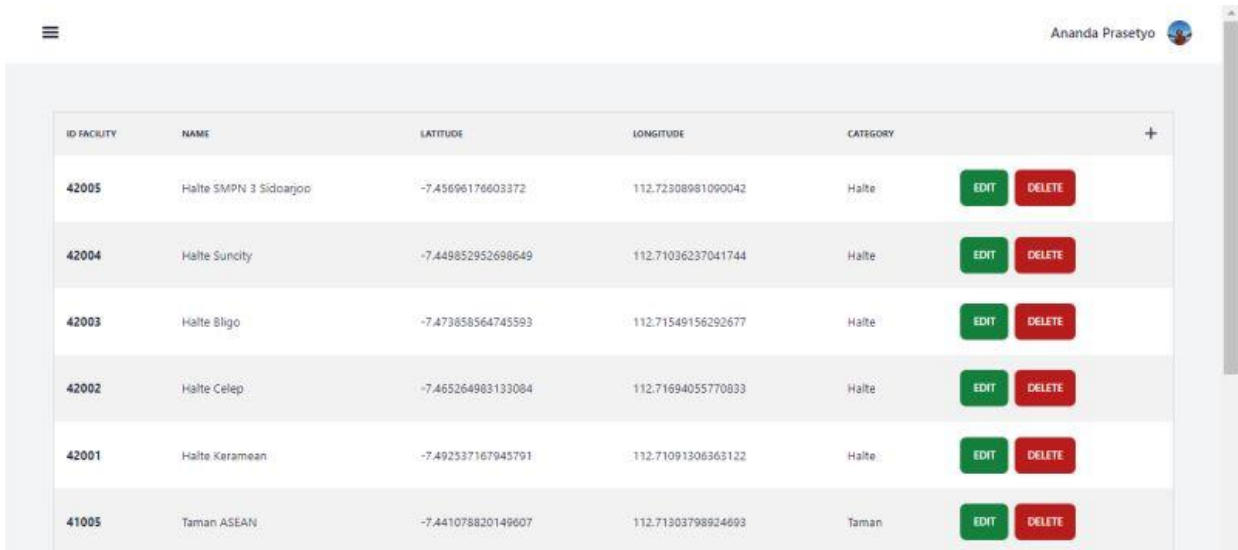 Ananda Prasetyo
ID FACILITY NAME LATITUDE LONGITUDE CATEGORY +
42005 Halte SMPN 3 Sidoarjoo -7.45696176603372 112.72308981090042 Halte EDIT DELETE
42004 Halte Suncity -7.449852952698649 112.71036237041744 Halte EDIT DELETE
42003 Halte Bligo -7.473858564745593 112.71549156292677 Halte EDIT DELETE
42002 Halte Celep -7.465264983133084 112.71694055770833 Halte EDIT DELETE
42001 Halte Keramean -7.492537167945791 112.71091306363122 Halte EDIT DELETE
41005 Taman ASEAN -7.441078820149607 112.71303798924693 Taman EDIT DELETE